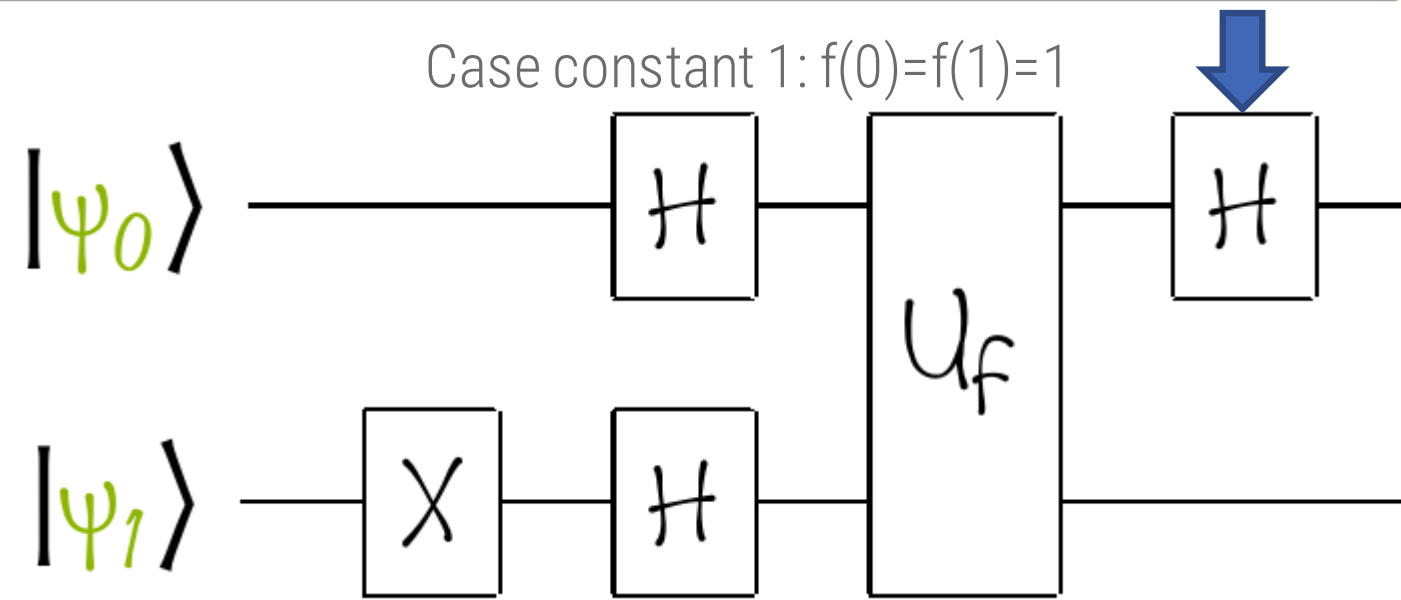 Case constant 1: f(0)=f(1)=1
|ψ0⟩ H H
Uf
|ψ1⟩ X H